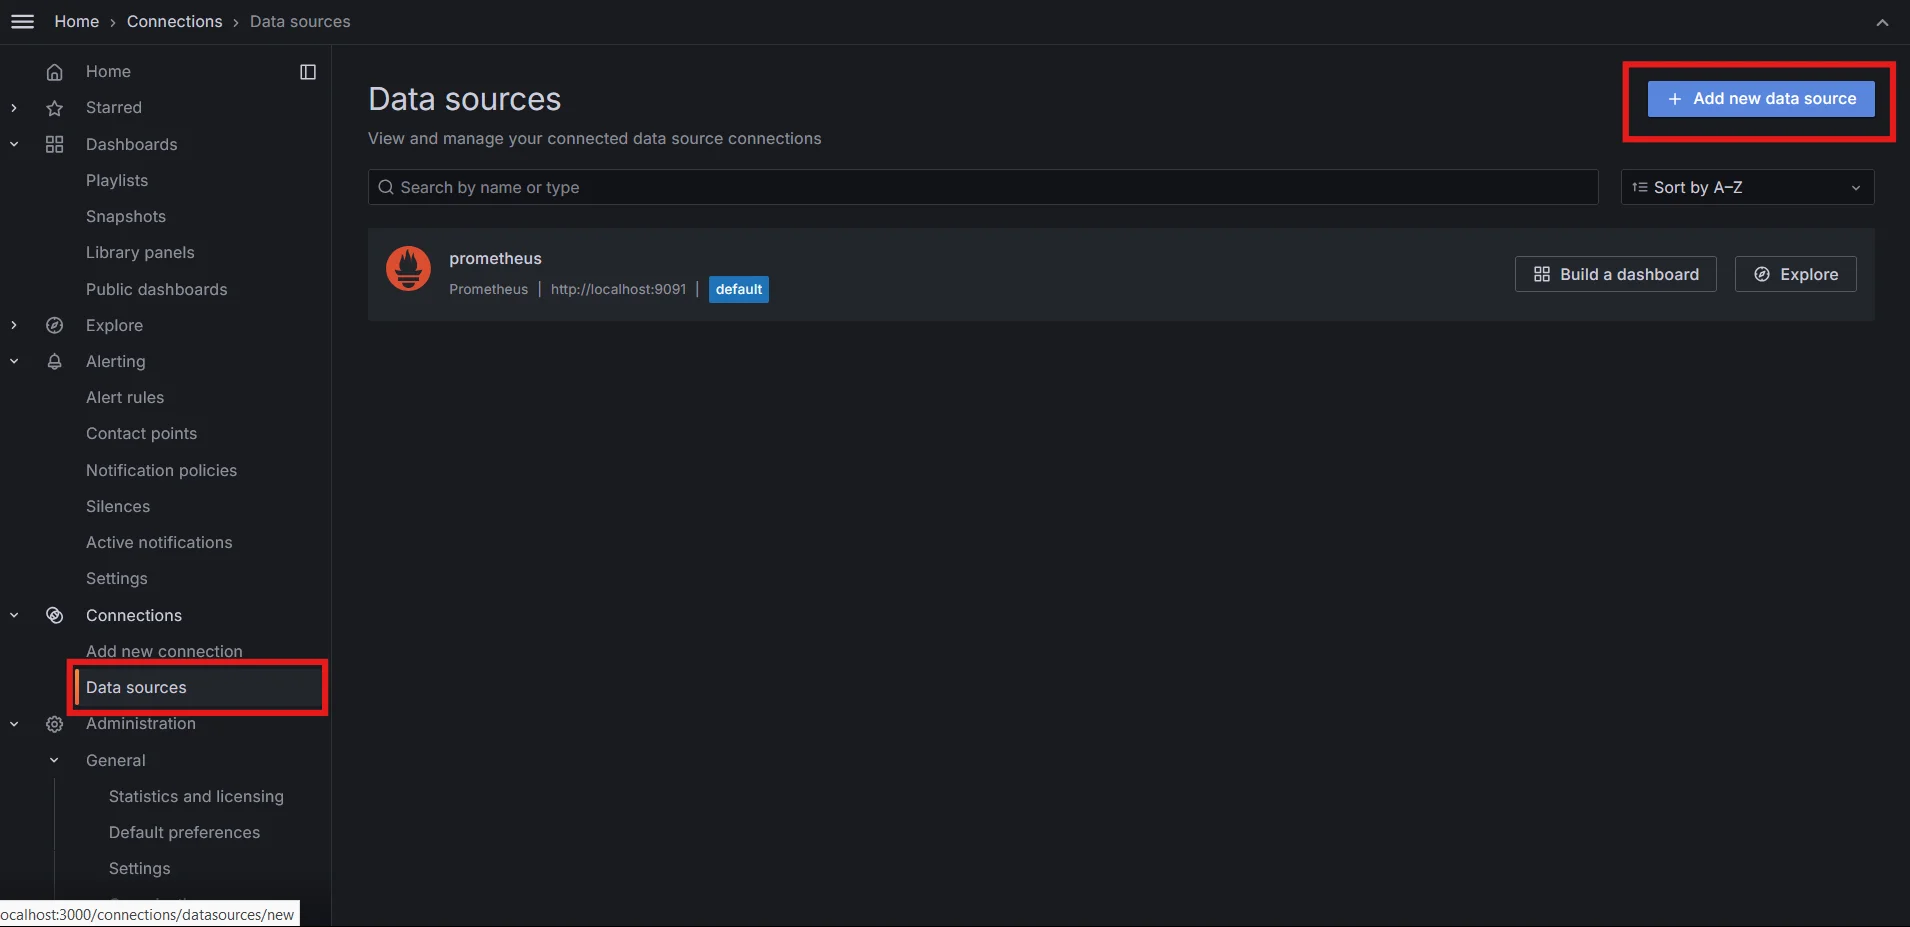 Home › Connections › Data sources
Home
Starred
Dashboards
Playlists
Snapshots
Library panels
Public dashboards
Explore
Alerting
Alert rules
Contact points
Notification policies
Silences
Active notifications
Settings
Connections
Add new connection
Data sources
Administration
General
Statistics and licensing
Default preferences
Settings
ocalhost:3000/connections/datasources/new
Data sources
+ Add new data source
View and manage your connected data source connections
Search by name or type
Sort by A–Z
prometheus
Prometheus | http://localhost:9091 | default
Build a dashboard
Explore